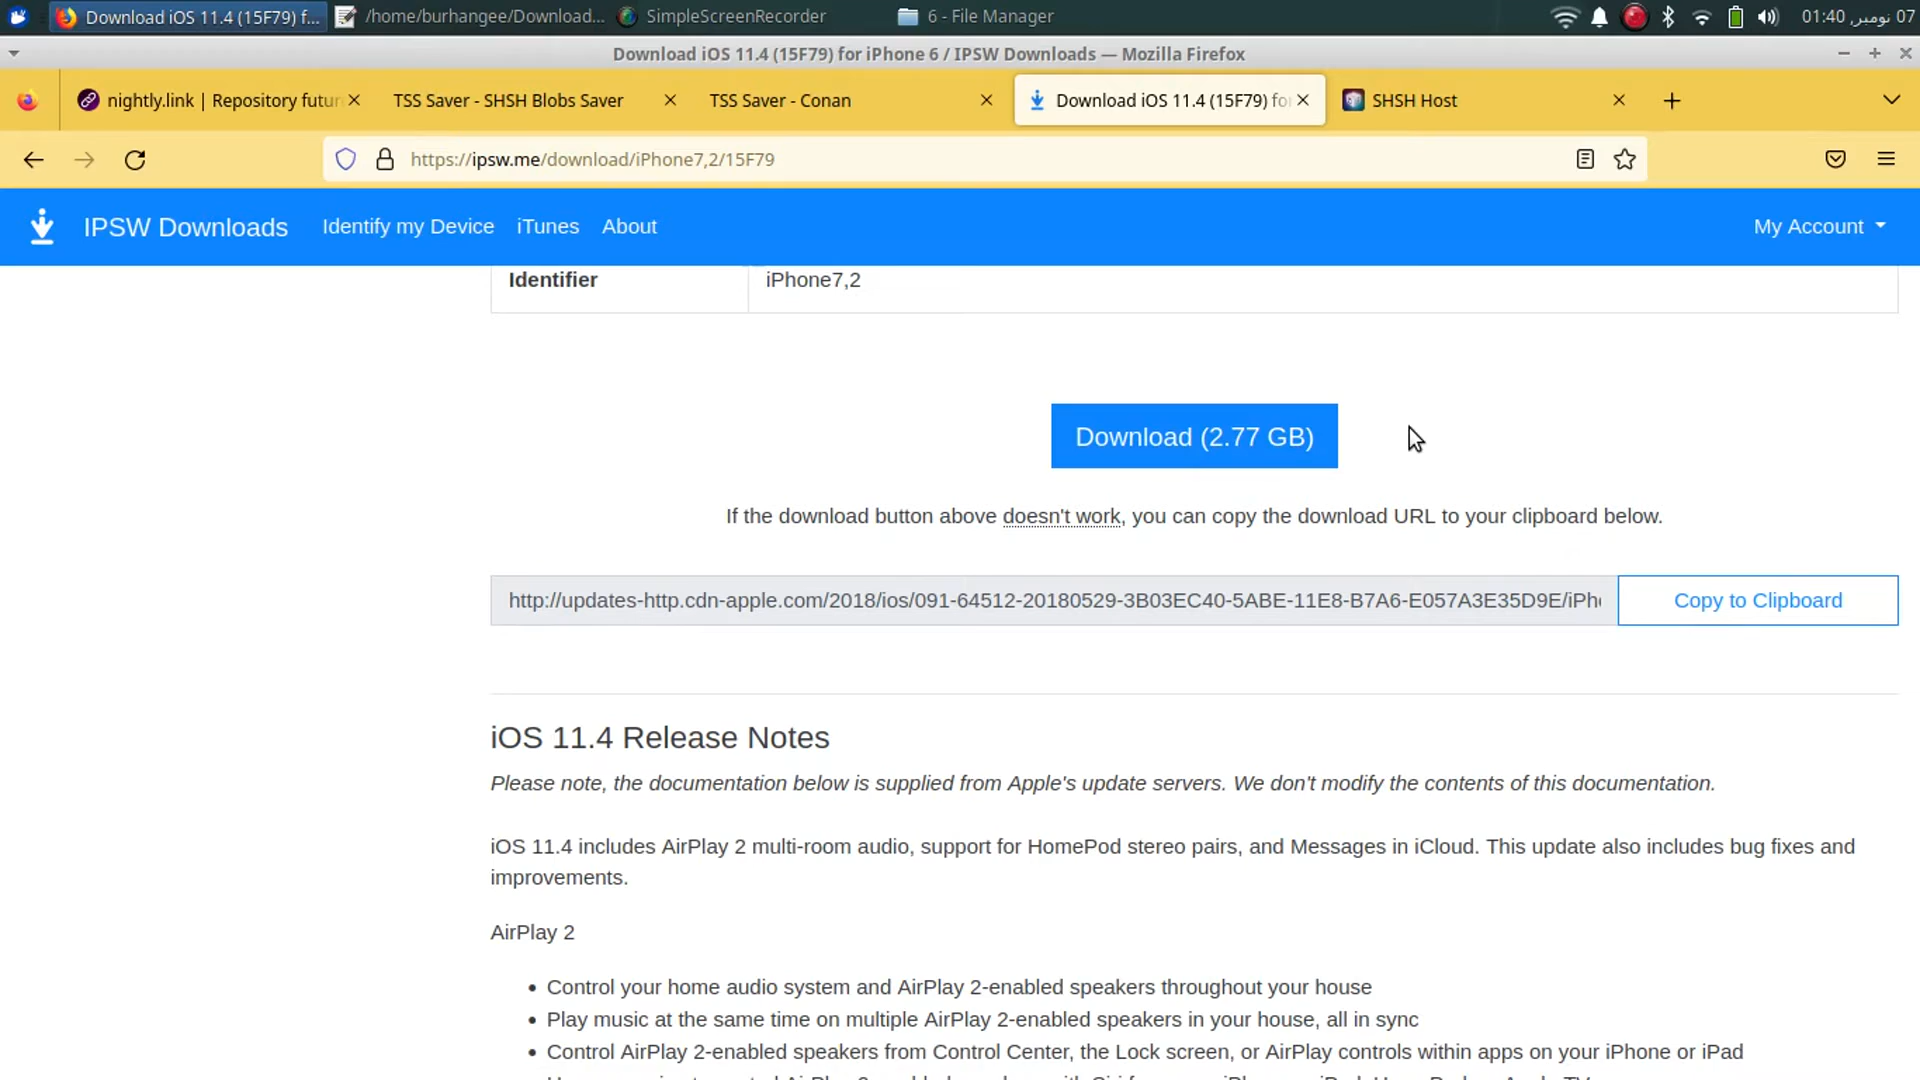 Download iOS 11.4 (15F79) f...
/home/burhangee/Download...
SimpleScreenRecorder
6 - File Manager
07 نومبر, 01:40
Download iOS 11.4 (15F79) for iPhone 6 / IPSW Downloads — Mozilla Firefox
nightly.link | Repository futur
TSS Saver - SHSH Blobs Saver
TSS Saver - Conan
Download iOS 11.4 (15F79) fo
SHSH Host
https://ipsw.me/download/iPhone7,2/15F79
IPSW Downloads
Identify my Device
iTunes
About
My Account
Identifier
iPhone7,2
Download (2.77 GB)
If the download button above doesn't work, you can copy the download URL to your clipboard below.
http://updates-http.cdn-apple.com/2018/ios/091-64512-20180529-3B03EC40-5ABE-11E8-B7A6-E057A3E35D9E/iPh
Copy to Clipboard
iOS 11.4 Release Notes
Please note, the documentation below is supplied from Apple's update servers. We don't modify the contents of this documentation.
iOS 11.4 includes AirPlay 2 multi-room audio, support for HomePod stereo pairs, and Messages in iCloud. This update also includes bug fixes and
improvements.
AirPlay 2
• Control your home audio system and AirPlay 2-enabled speakers throughout your house
• Play music at the same time on multiple AirPlay 2-enabled speakers in your house, all in sync
• Control AirPlay 2-enabled speakers from Control Center, the Lock screen, or AirPlay controls within apps on your iPhone or iPad